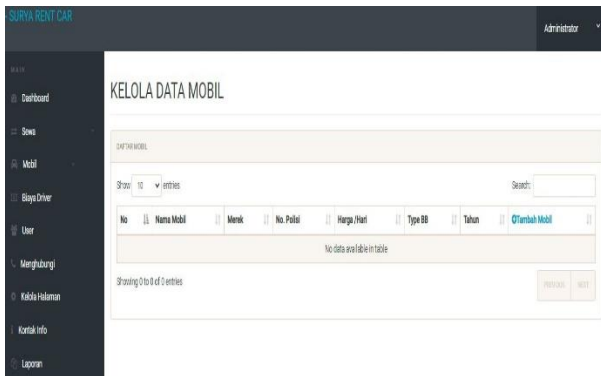 SURYA RENT CAR
Administrator
Dashboard
Sewa
Mobil
Biaya Driver
User
Menghubungi
Kelola Halaman
Kontak Info
Laporan
KELOLA DATA MOBIL
DAFTAR MOBIL
Show 10 entries
Search:
No Nama Mobil Merek No. Polisi Harga /Hari Type BB Tahun Tambah Mobil
No data available in table
Showing 0 to 0 of 0 entries
PREVIOUS NEXT